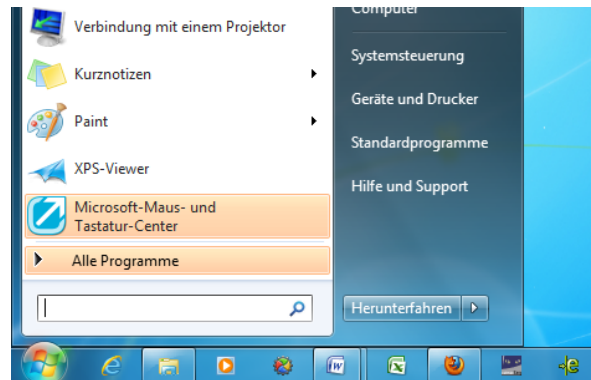 Verbindung mit einem Projektor
Kurznotizen
Paint
XPS-Viewer
Microsoft-Maus- und
Tastatur-Center
Alle Programme
Computer
Systemsteuerung
Geräte und Drucker
Standardprogramme
Hilfe und Support
Herunterfahren